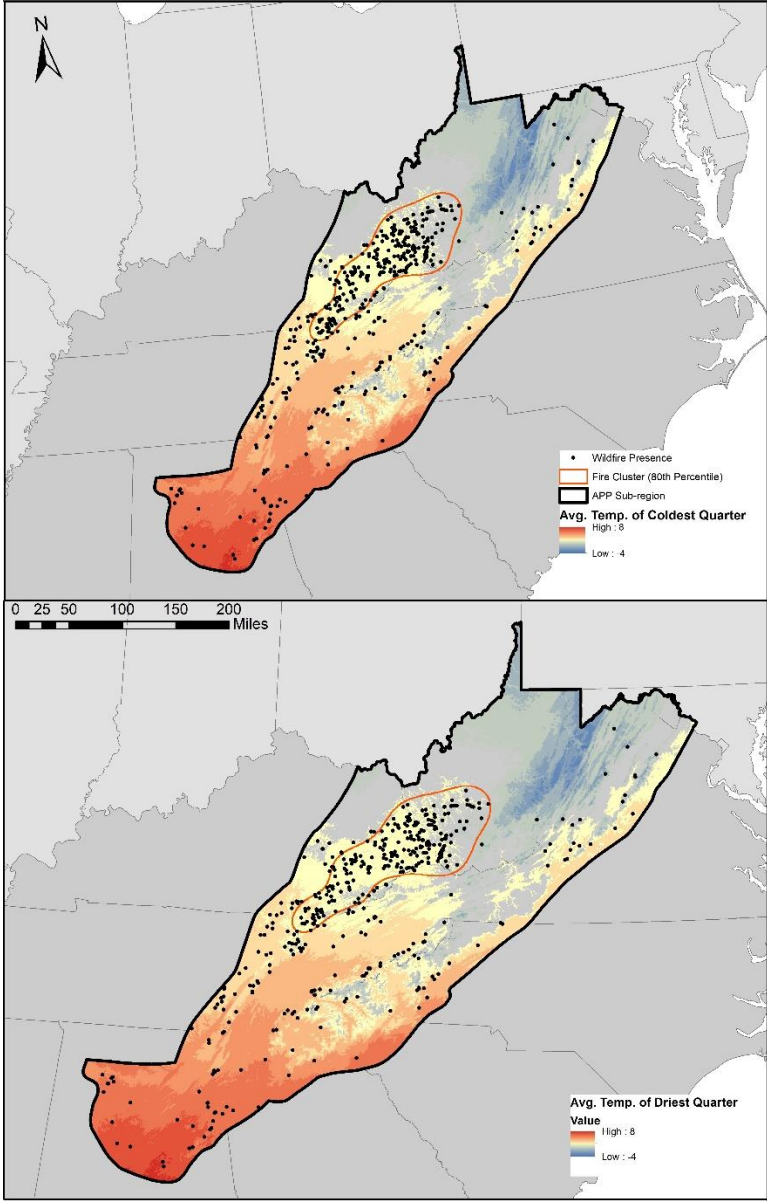 N
Wildfire Presence
Fire Cluster (80th Percentile)
APP Sub-region
Avg. Temp. of Coldest Quarter
High : 8
Low : -4
0 25 50 100 150 200
Miles
Avg. Temp. of Driest Quarter
Value
High : 8
Low : -4